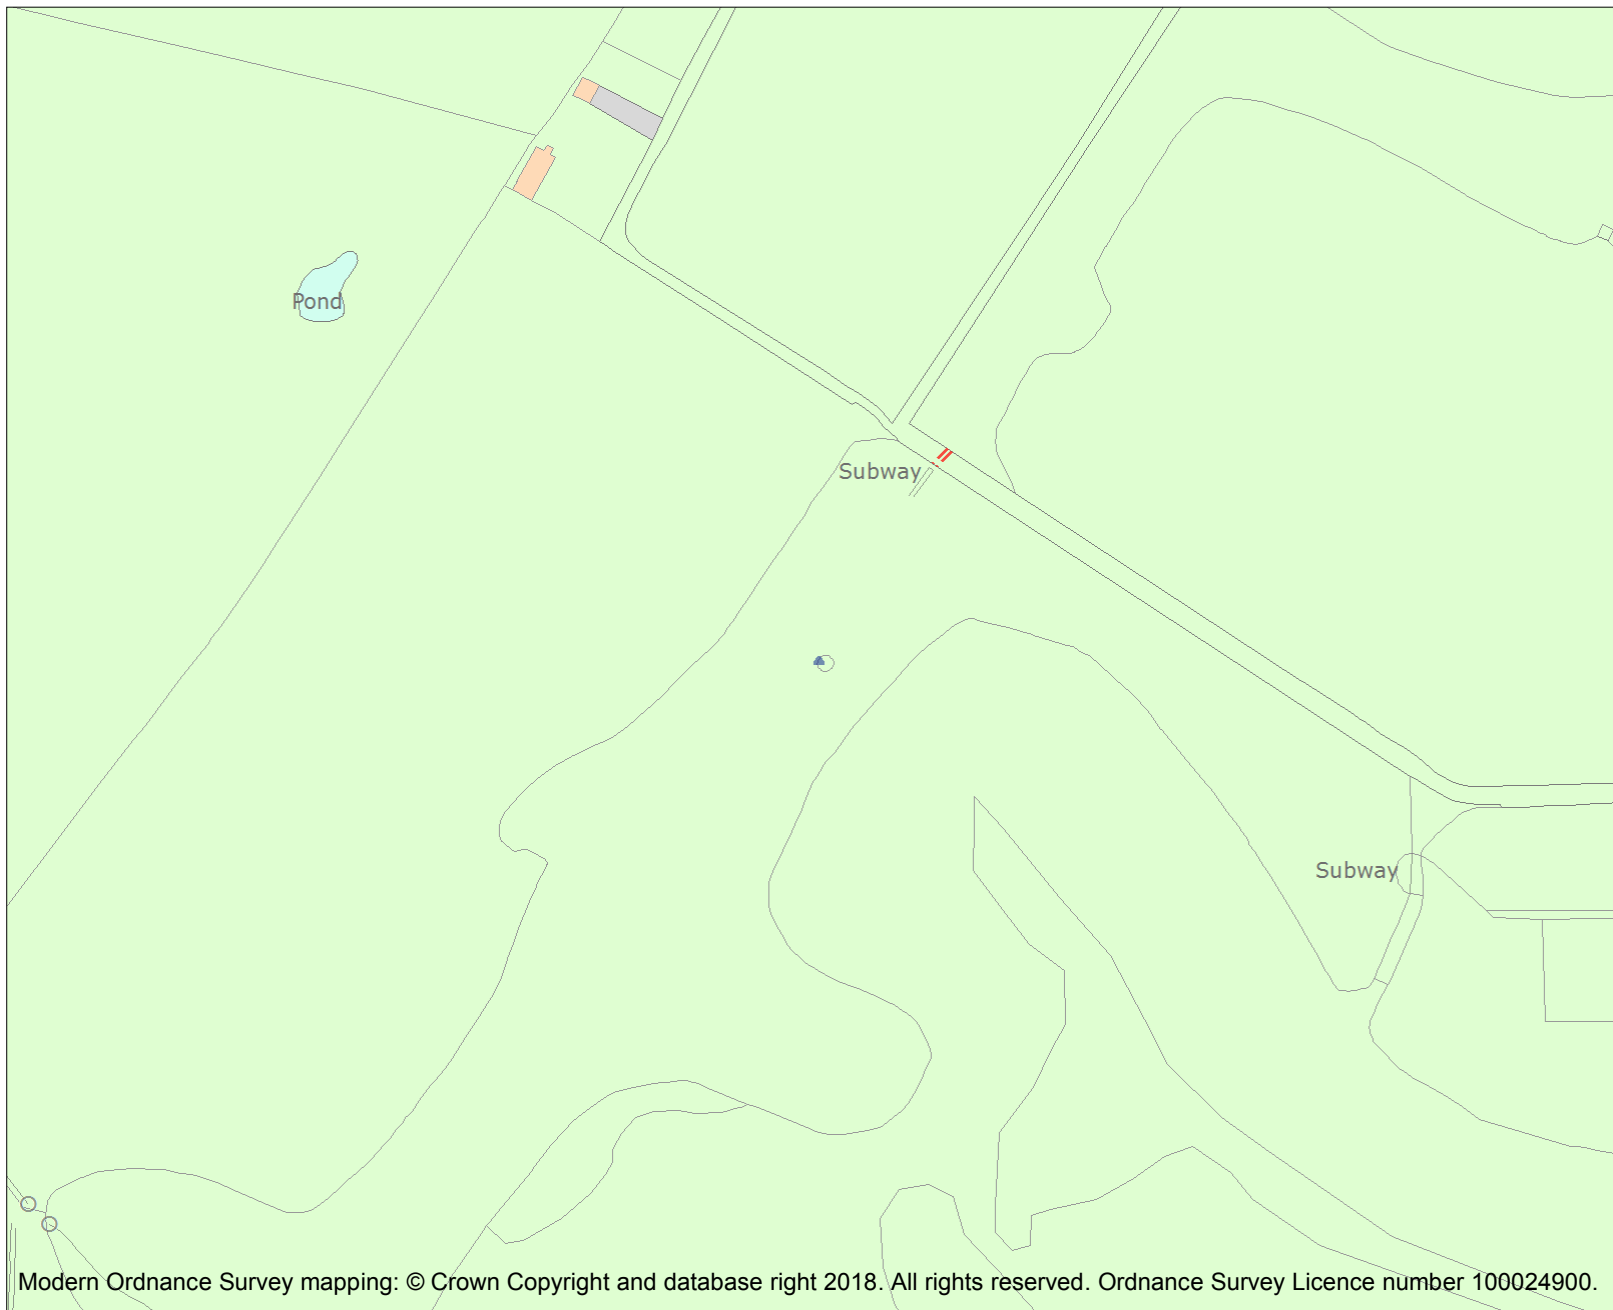 Pond
Subway
Subway
Modern Ordnance Survey mapping: © Crown Copyright and database right 2018. All rights reserved. Ordnance Survey Licence number 100024900.